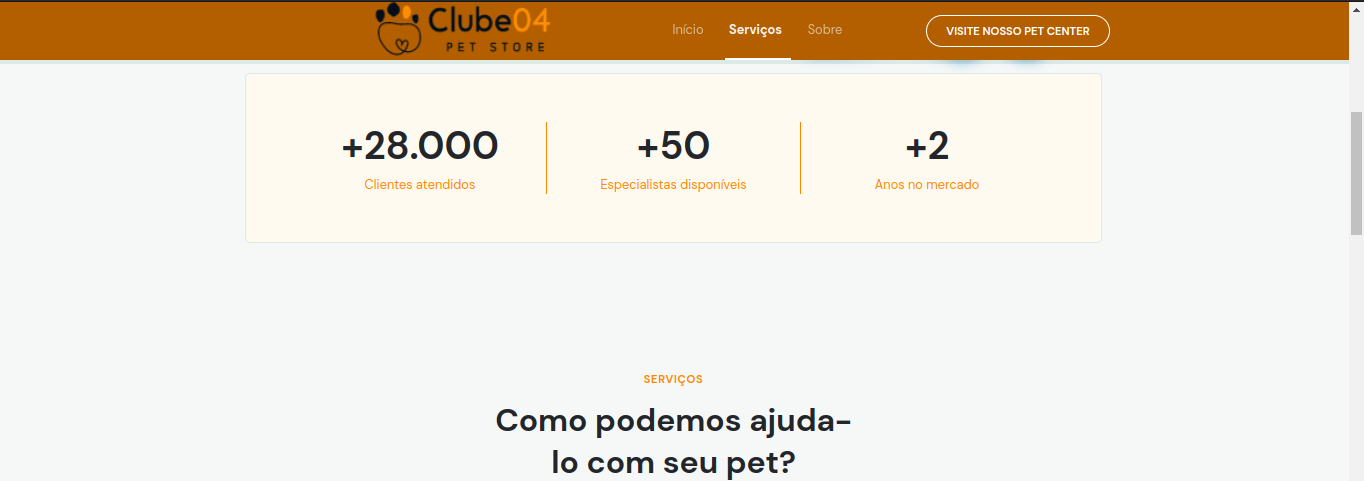 Clube04
PET STORE
Início
Serviços
Sobre
VISITE NOSSO PET CENTER
+28.000
Clientes atendidos
+50
Especialistas disponíveis
+2
Anos no mercado
SERVIÇOS
Como podemos ajuda-
lo com seu pet?